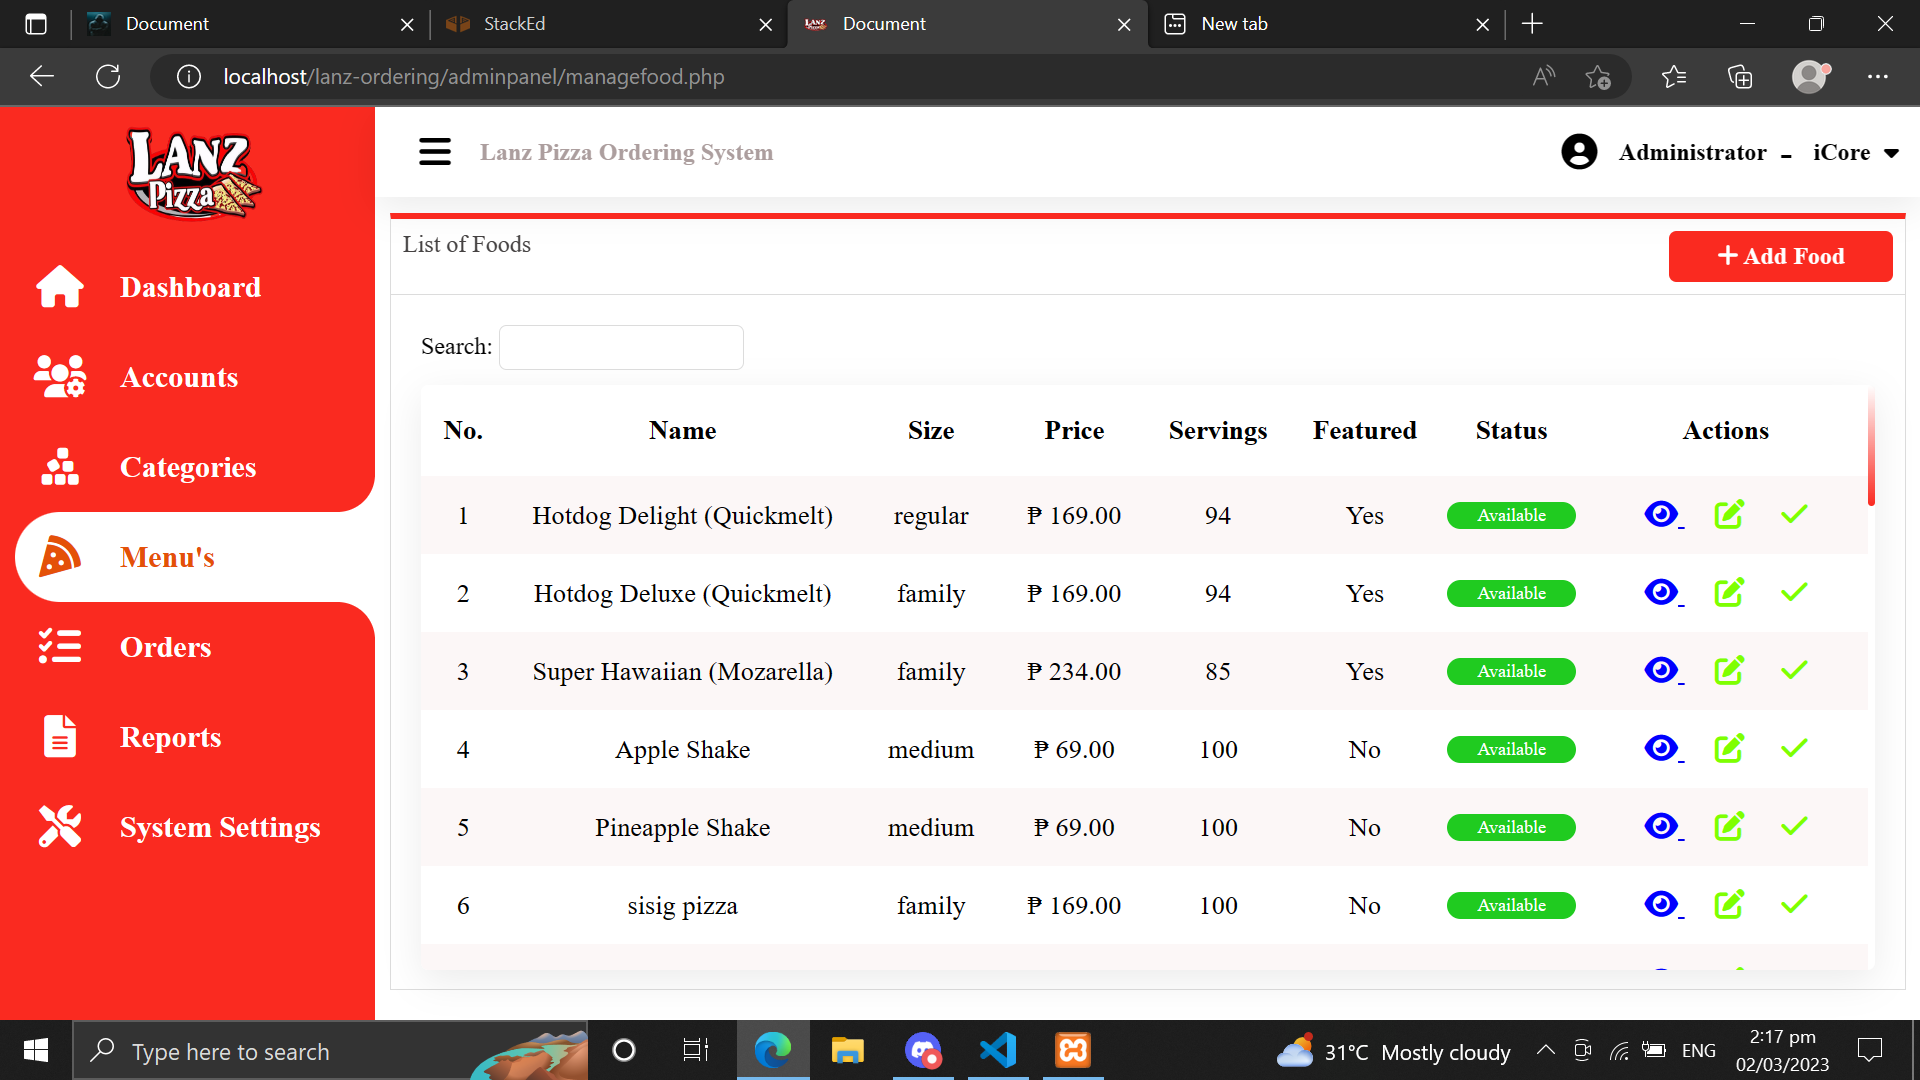 Document
StackEd
Document
New tab
localhost/lanz-ordering/adminpanel/managefood.php
LANZ
Pizza
Lanz Pizza Ordering System
Administrator - iCore
Dashboard
Accounts
Categories
Menu's
Orders
Reports
System Settings
List of Foods
Add Food
Search:
No. Name Size Price Servings Featured Status Actions
1 Hotdog Delight (Quickmelt) regular ₱ 169.00 94 Yes Available
2 Hotdog Deluxe (Quickmelt) family ₱ 169.00 94 Yes Available
3 Super Hawaiian (Mozarella) family ₱ 234.00 85 Yes Available
4 Apple Shake medium ₱ 69.00 100 No Available
5 Pineapple Shake medium ₱ 69.00 100 No Available
6 sisig pizza family ₱ 169.00 100 No Available
Type here to search
31°C Mostly cloudy
ENG
2:17 pm
02/03/2023